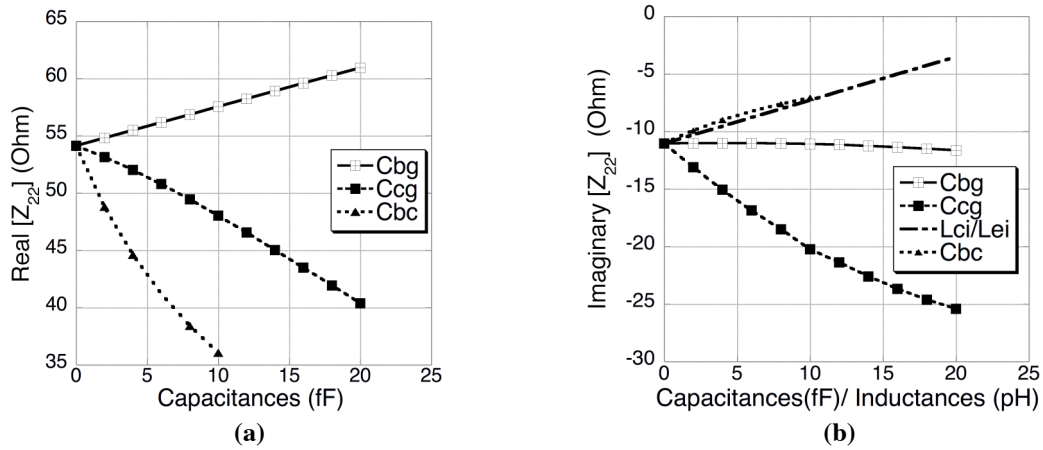 65
60
55
50
45
40
35
0 5 10 15 20 25
Real [Z22] (Ohm)
Capacitances (fF)
Cbg
Ccg
Cbc
(a)
0
-5
-10
-15
-20
-25
-30
0 5 10 15 20 25
Imaginary [Z22] (Ohm)
Capacitances(fF)/ Inductances (pH)
Cbg
Ccg
Lci/Lei
Cbc
(b)